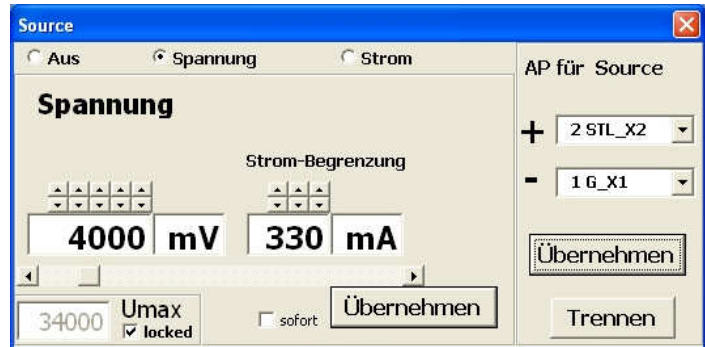 Source
Aus Spannung Strom
Spannung
Strom-Begrenzung
4000 mV 330 mA
34000 Umax
locked
sofort Übernehmen
AP für Source
+ 2 STL_X2
- 1 G_X1
Übernehmen
Trennen